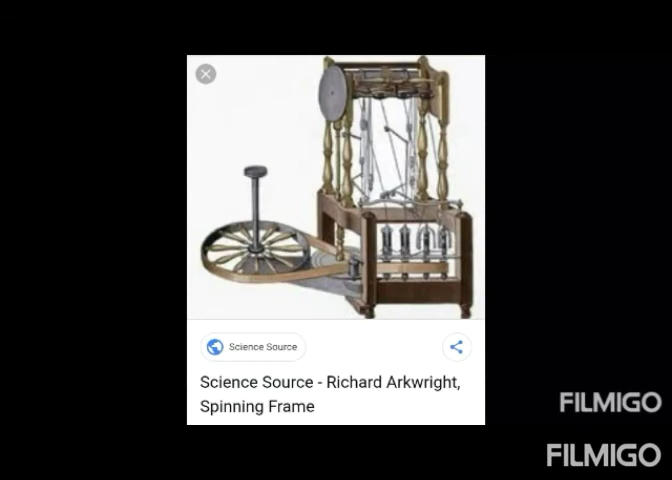 Science Source
Science Source - Richard Arkwright,
Spinning Frame
FILMIGO
FILMIGO